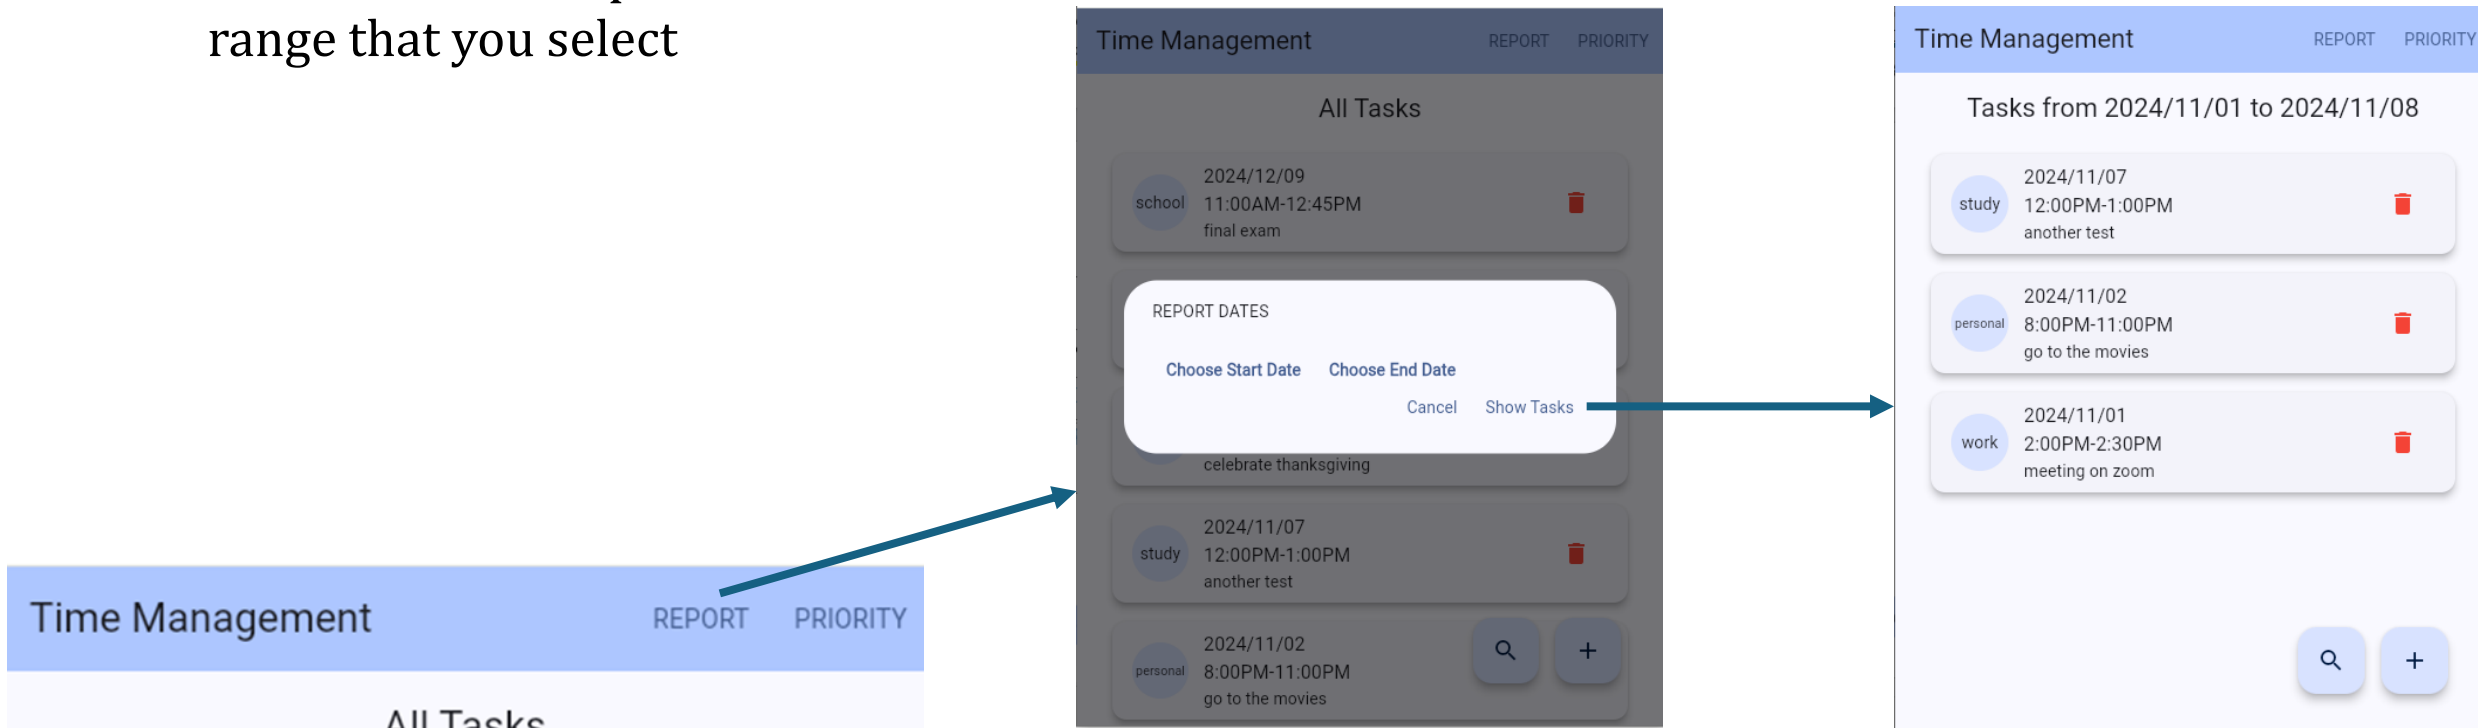 range that you select
Time Management REPORT PRIORITY
All Tasks
Time Management REPORT PRIORITY
All Tasks
school
2024/12/09
11:00AM-12:45PM
final exam
REPORT DATES
Choose Start Date Choose End Date
Cancel Show Tasks
celebrate thanksgiving
study
2024/11/07
12:00PM-1:00PM
another test
personal
2024/11/02
8:00PM-11:00PM
go to the movies
Time Management REPORT PRIORITY
Tasks from 2024/11/01 to 2024/11/08
study
2024/11/07
12:00PM-1:00PM
another test
personal
2024/11/02
8:00PM-11:00PM
go to the movies
work
2024/11/01
2:00PM-2:30PM
meeting on zoom